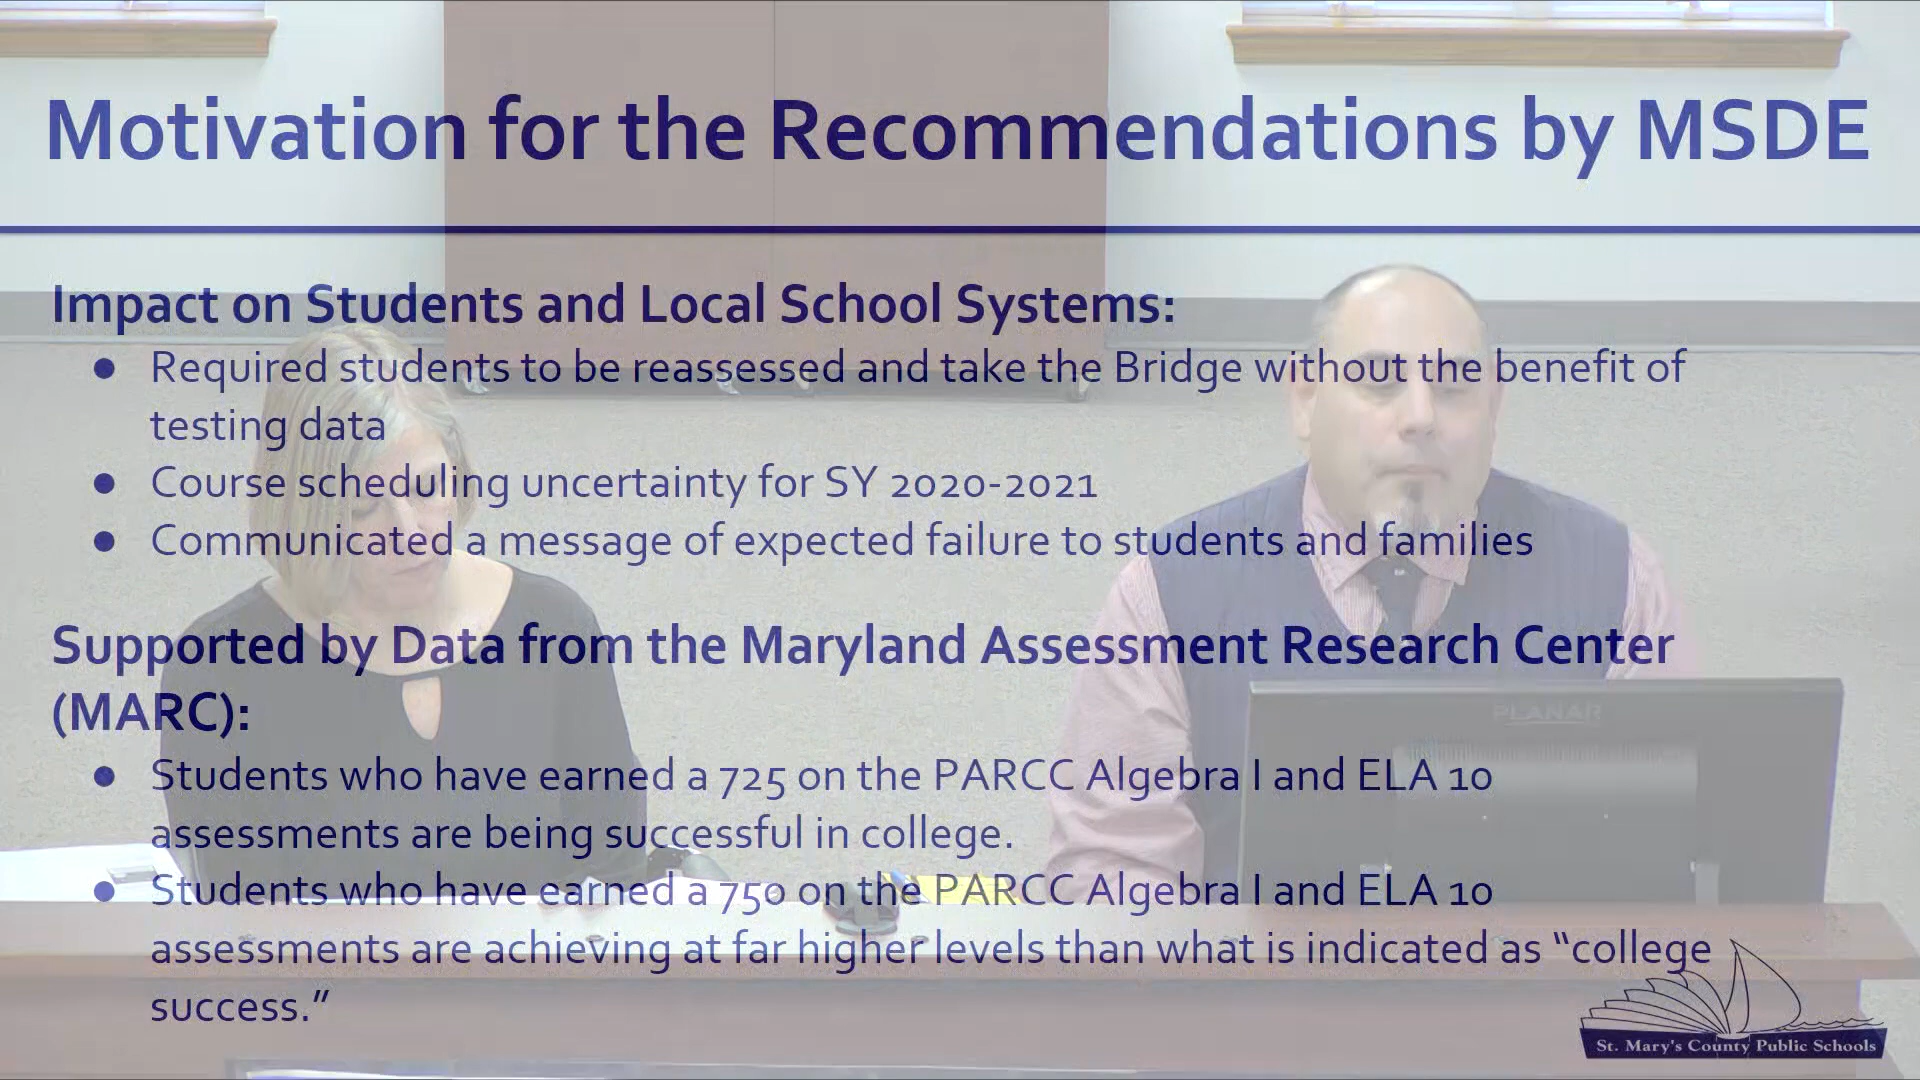 Motivation for the Recommendations by MSDE
Impact on Students and Local School Systems:
● Required students to be reassessed and take the Bridge without the benefit of
testing data
● Course scheduling uncertainty for SY 2020-2021
● Communicated a message of expected failure to students and families
Supported by Data from the Maryland Assessment Research Center
(MARC):
● Students who have earned a 725 on the PARCC Algebra I and ELA 10
assessments are being successful in college.
● Students who have earned a 750 on the PARCC Algebra I and ELA 10
assessments are achieving at far higher levels than what is indicated as “college
success.”
PLANAR
St. Mary's County Public Schools